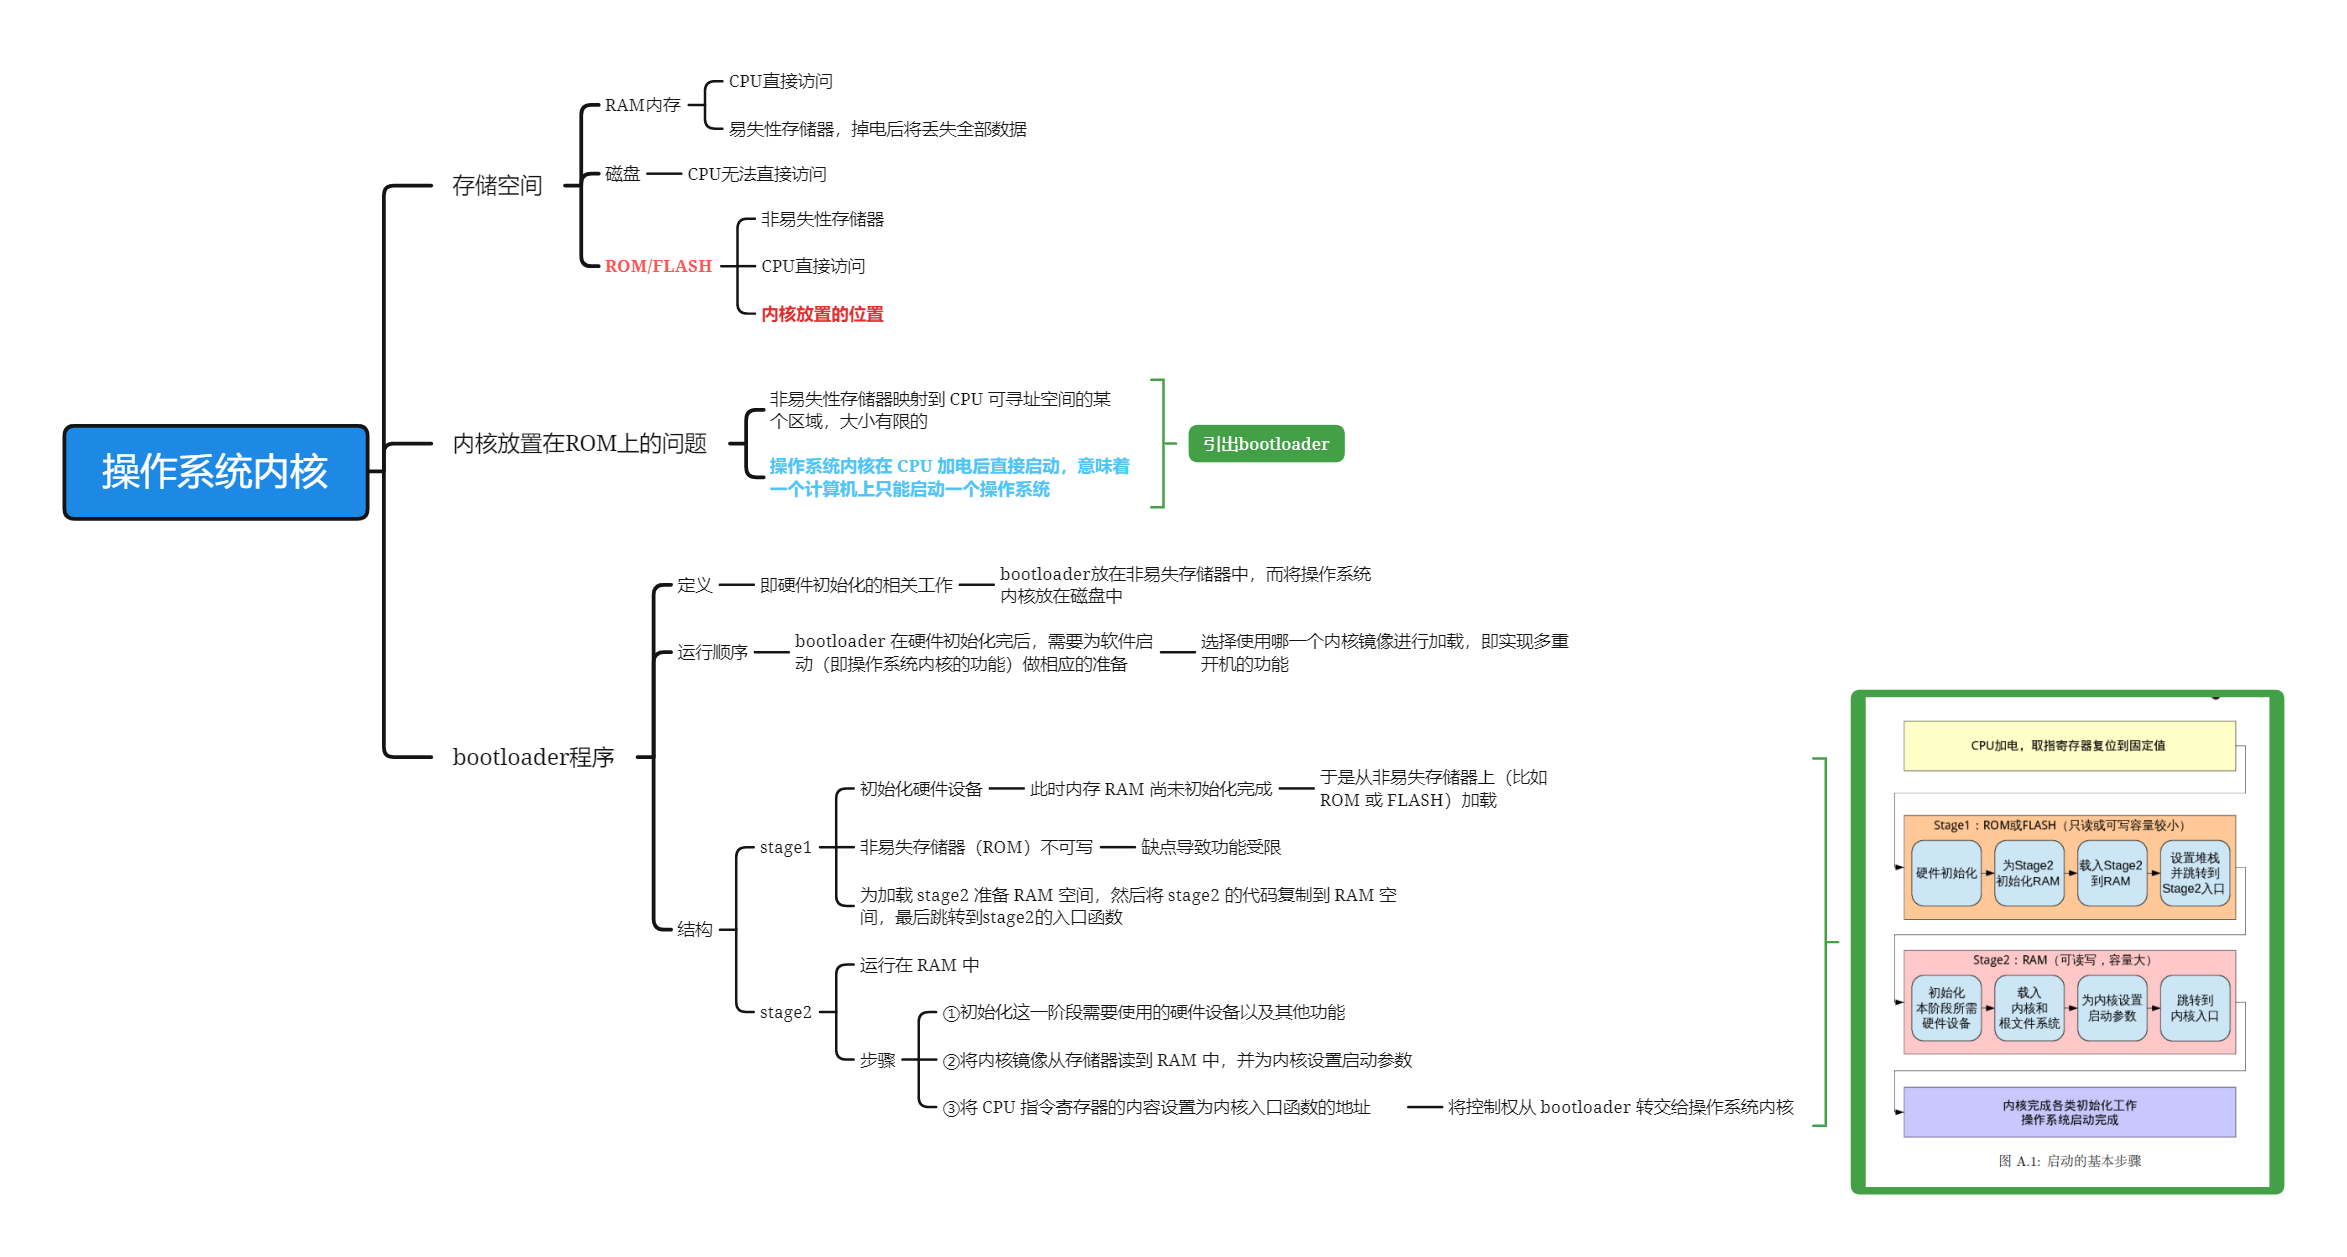 操作系统内核
存储空间
RAM内存
CPU直接访问
易失性存储器，掉电后将丢失全部数据
磁盘
CPU无法直接访问
ROM/FLASH
非易失性存储器
CPU直接访问
内核放置的位置
内核放置在ROM上的问题
非易失性存储器映射到 CPU 可寻址空间的某
个区域，大小有限的
操作系统内核在 CPU 加电后直接启动，意味着
一个计算机上只能启动一个操作系统
引出bootloader
bootloader程序
定义
即硬件初始化的相关工作
bootloader放在非易失存储器中，而将操作系统
内核放在磁盘中
运行顺序
bootloader 在硬件初始化完后，需要为软件启
动（即操作系统内核的功能）做相应的准备
选择使用哪一个内核镜像进行加载，即实现多重
开机的功能
结构
stage1
初始化硬件设备
此时内存 RAM 尚未初始化完成
于是从非易失存储器上（比如
ROM 或 FLASH）加载
非易失存储器（ROM）不可写
缺点导致功能受限
为加载 stage2 准备 RAM 空间，然后将 stage2 的代码复制到 RAM 空
间，最后跳转到stage2的入口函数
stage2
运行在 RAM 中
步骤
①初始化这一阶段需要使用的硬件设备以及其他功能
②将内核镜像从存储器读到 RAM 中，并为内核设置启动参数
③将 CPU 指令寄存器的内容设置为内核入口函数的地址
将控制权从 bootloader 转交给操作系统内核
CPU加电，取指寄存器复位到固定值
Stage1：ROM或FLASH（只读或可写容量较小）
硬件初始化
为Stage2
初始化RAM
载入Stage2
到RAM
设置堆栈
并跳转到
Stage2入口
Stage2：RAM（可读写，容量大）
初始化
本阶段所需
硬件设备
载入
内核和
根文件系统
为内核设置
启动参数
跳转到
内核入口
内核完成各类初始化工作
操作系统启动完成
图 A.1: 启动的基本步骤